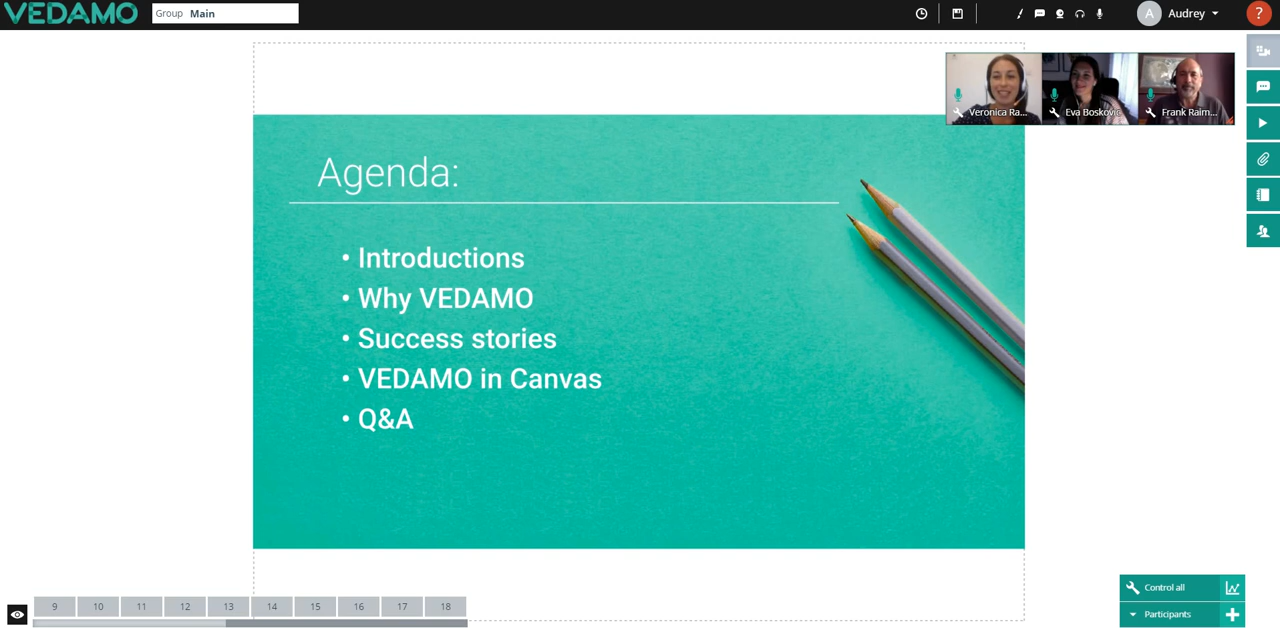 VEDAMO
Group Main
A Audrey ?
Veronica Ra... Eva Boskovic Frank Raim...
Agenda:
• Introductions
• Why VEDAMO
• Success stories
• VEDAMO in Canvas
• Q&A
Control all
9 10 11 12 13 14 15 16 17 18
Participants